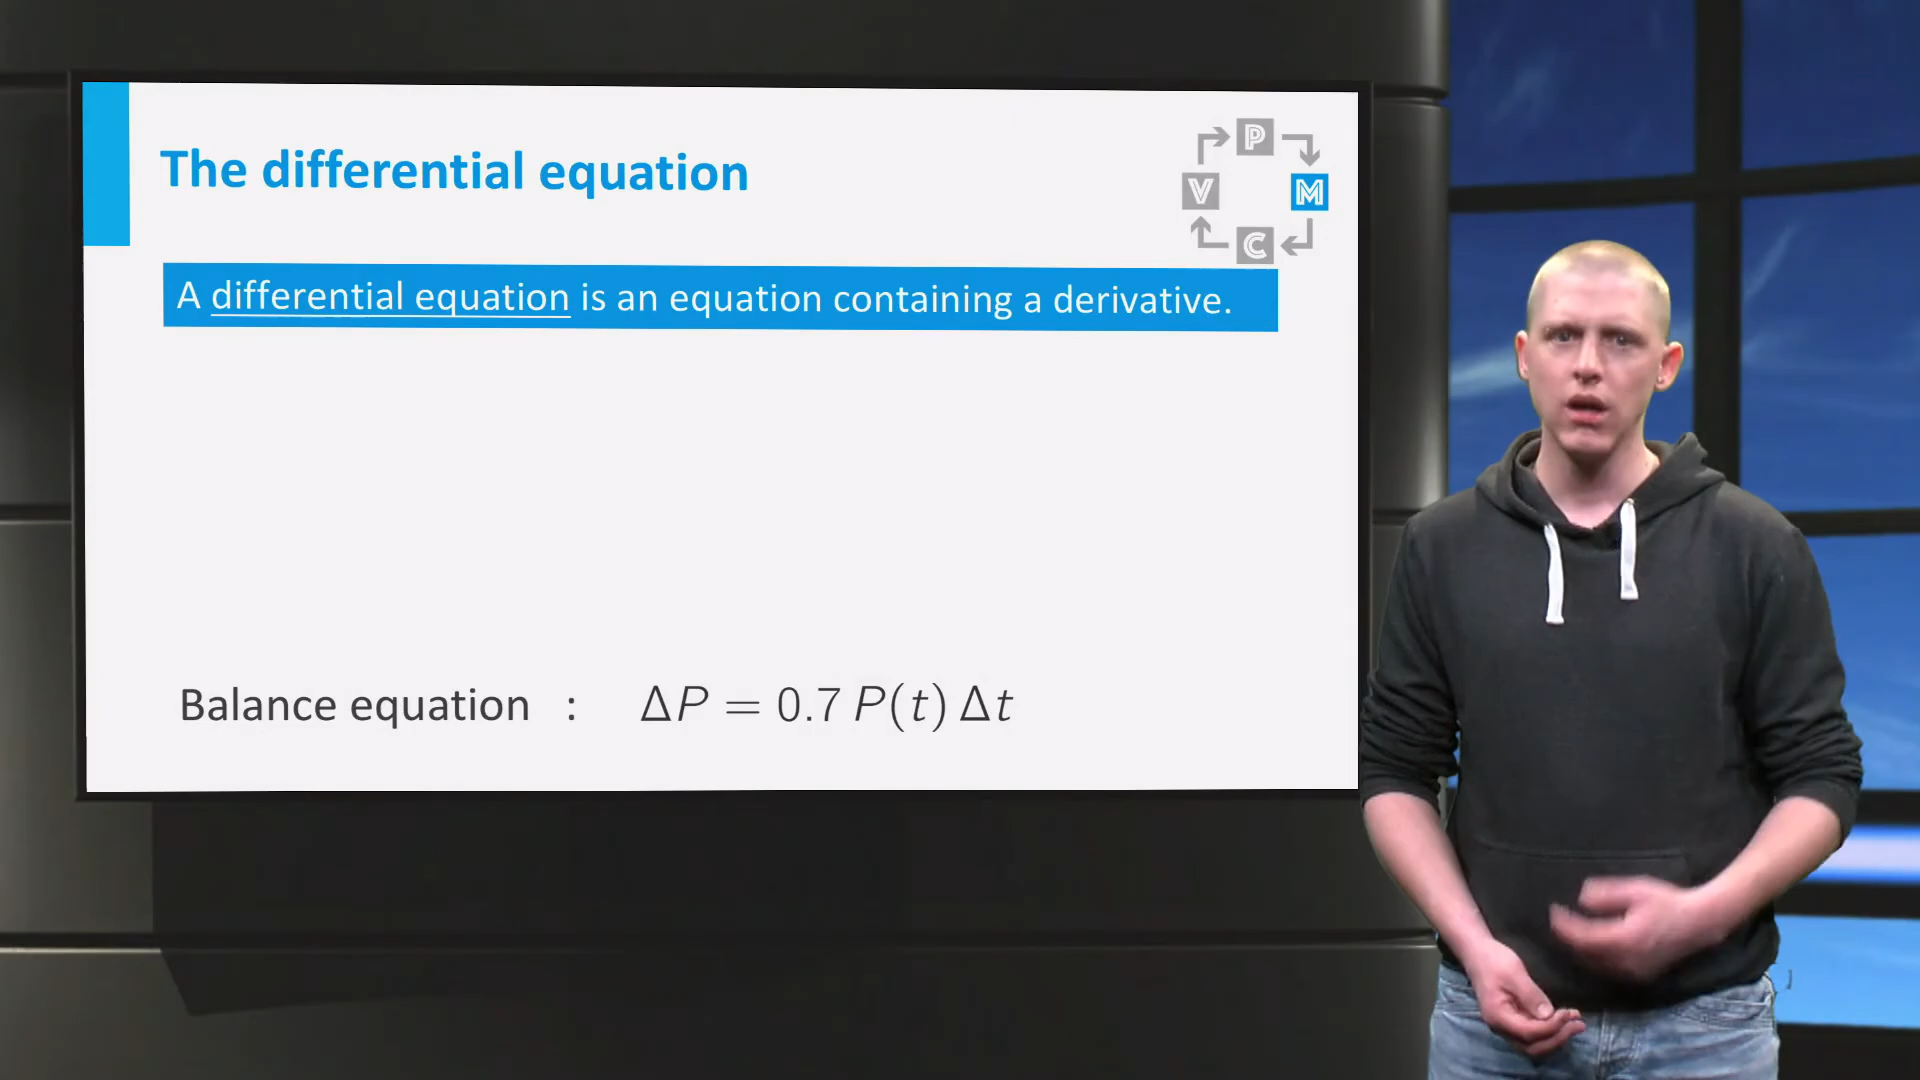 The differential equation
P
V
M
C
A differential equation is an equation containing a derivative.
Balance equation : ΔP = 0.7 P(t) Δt